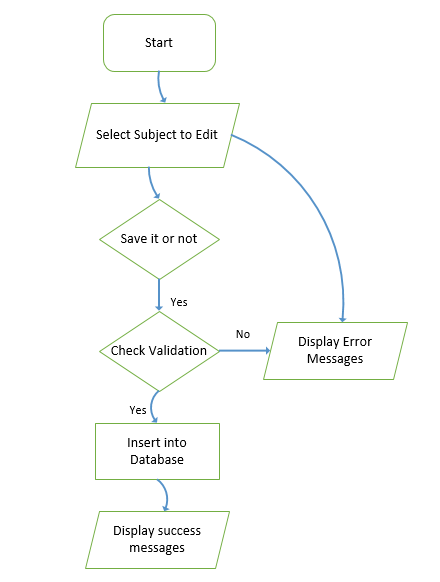 Start
Select Subject to Edit
Save it or not
Yes
Check Validation
No
Display Error
Messages
Yes
Insert into
Database
Display success
messages